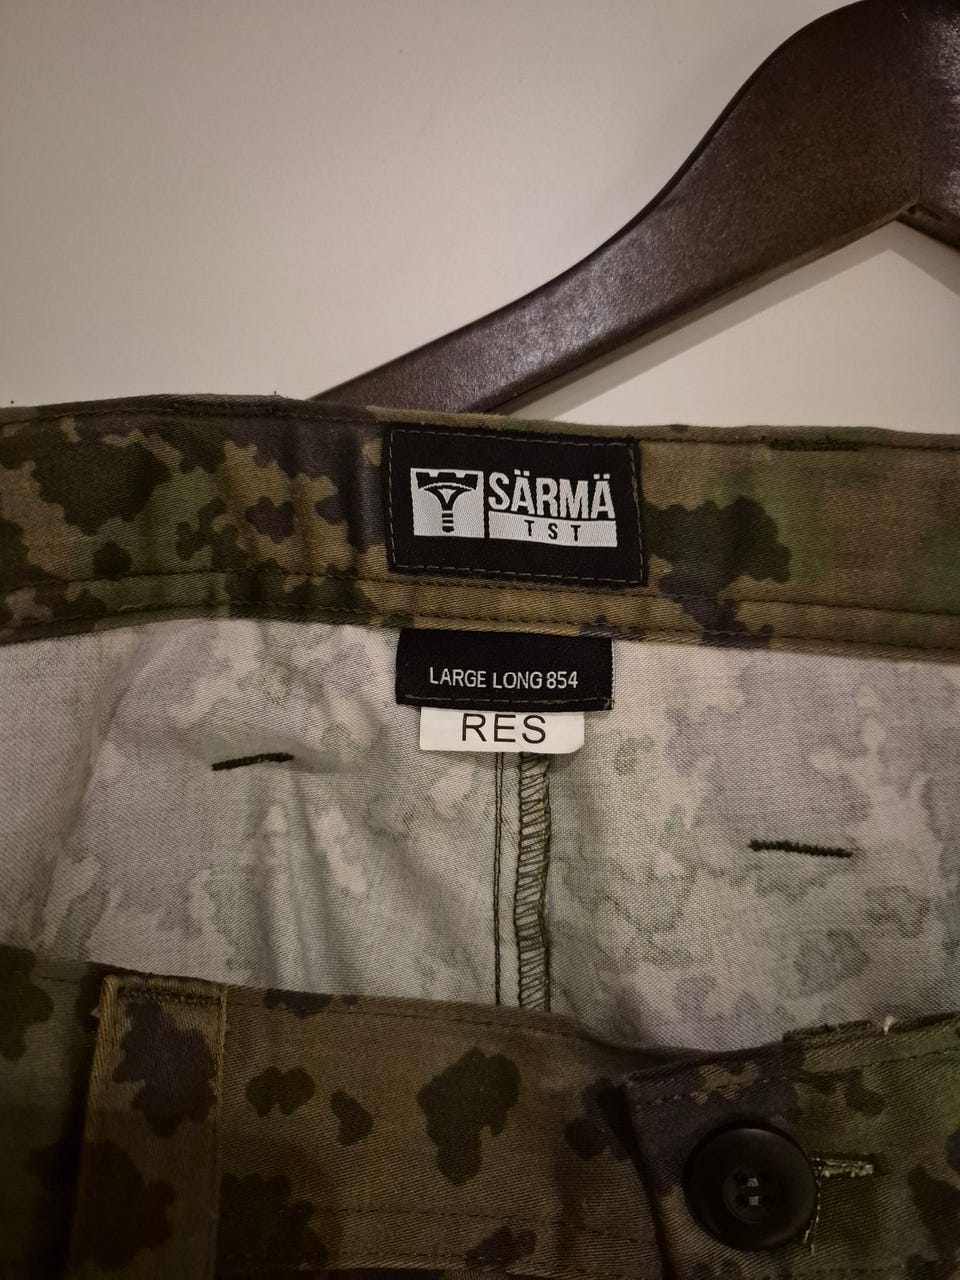 SÄRMÄ
TST
LARGE LONG 854
RES